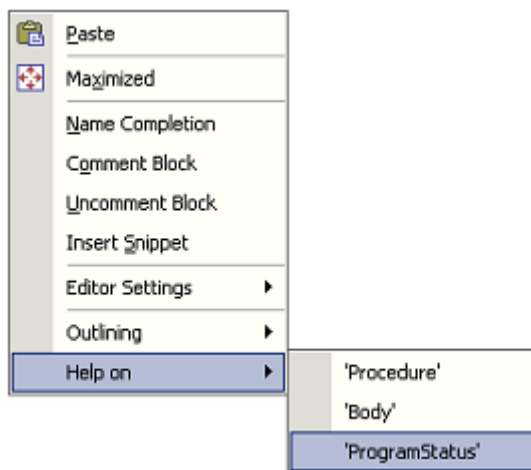 Paste
Maximized
Name Completion
Comment Block
Uncomment Block
Insert Snippet
Editor Settings
Outlining
Help on
'Procedure'
'Body'
'ProgramStatus'